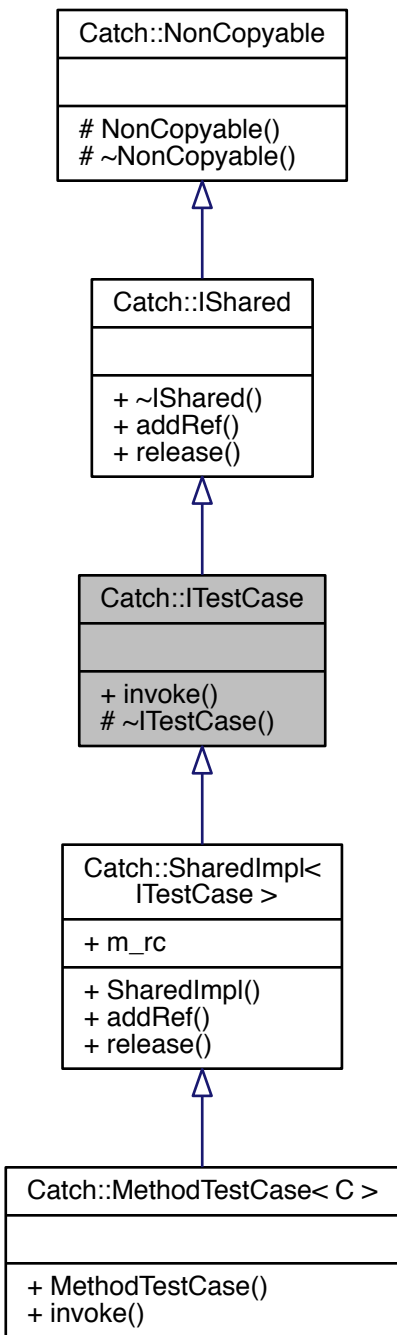 Catch::NonCopyable
# NonCopyable()
# ~NonCopyable()
Catch::IShared
+ ~IShared()
+ addRef()
+ release()
Catch::ITestCase
+ invoke()
# ~ITestCase()
Catch::SharedImpl<
ITestCase >
+ m_rc
+ SharedImpl()
+ addRef()
+ release()
Catch::MethodTestCase< C >
+ MethodTestCase()
+ invoke()